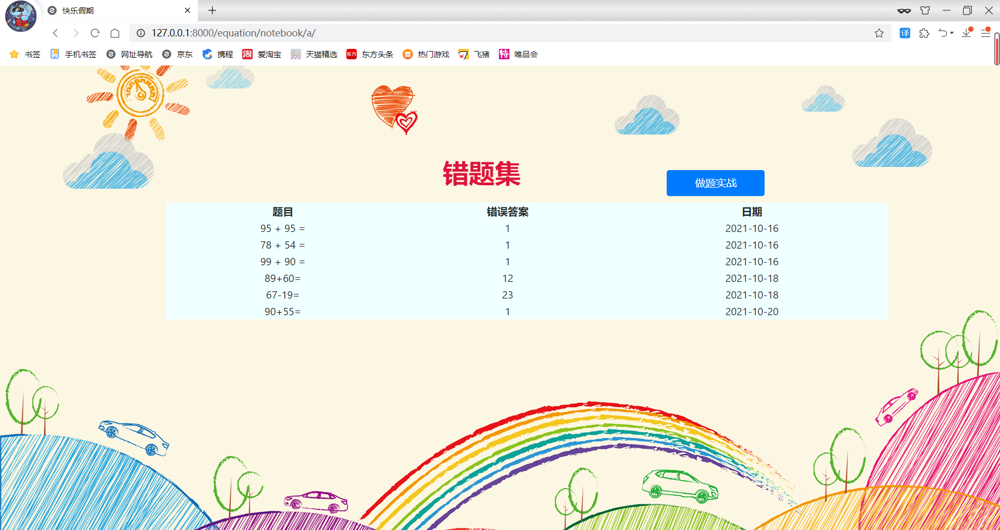 快乐假期
127.0.0.1:8000/equation/notebook/a/
译
书签 手机书签 网址导航 京东 携程 淘 爱淘宝 天猫精选 东方 东方头条 热门游戏 飞猪 特 唯品会
错题集
做题实战
题目 错误答案 日期
95 + 95 = 1 2021-10-16
78 + 54 = 1 2021-10-16
99 + 90 = 1 2021-10-16
89+60= 12 2021-10-18
67-19= 23 2021-10-18
90+55= 1 2021-10-20